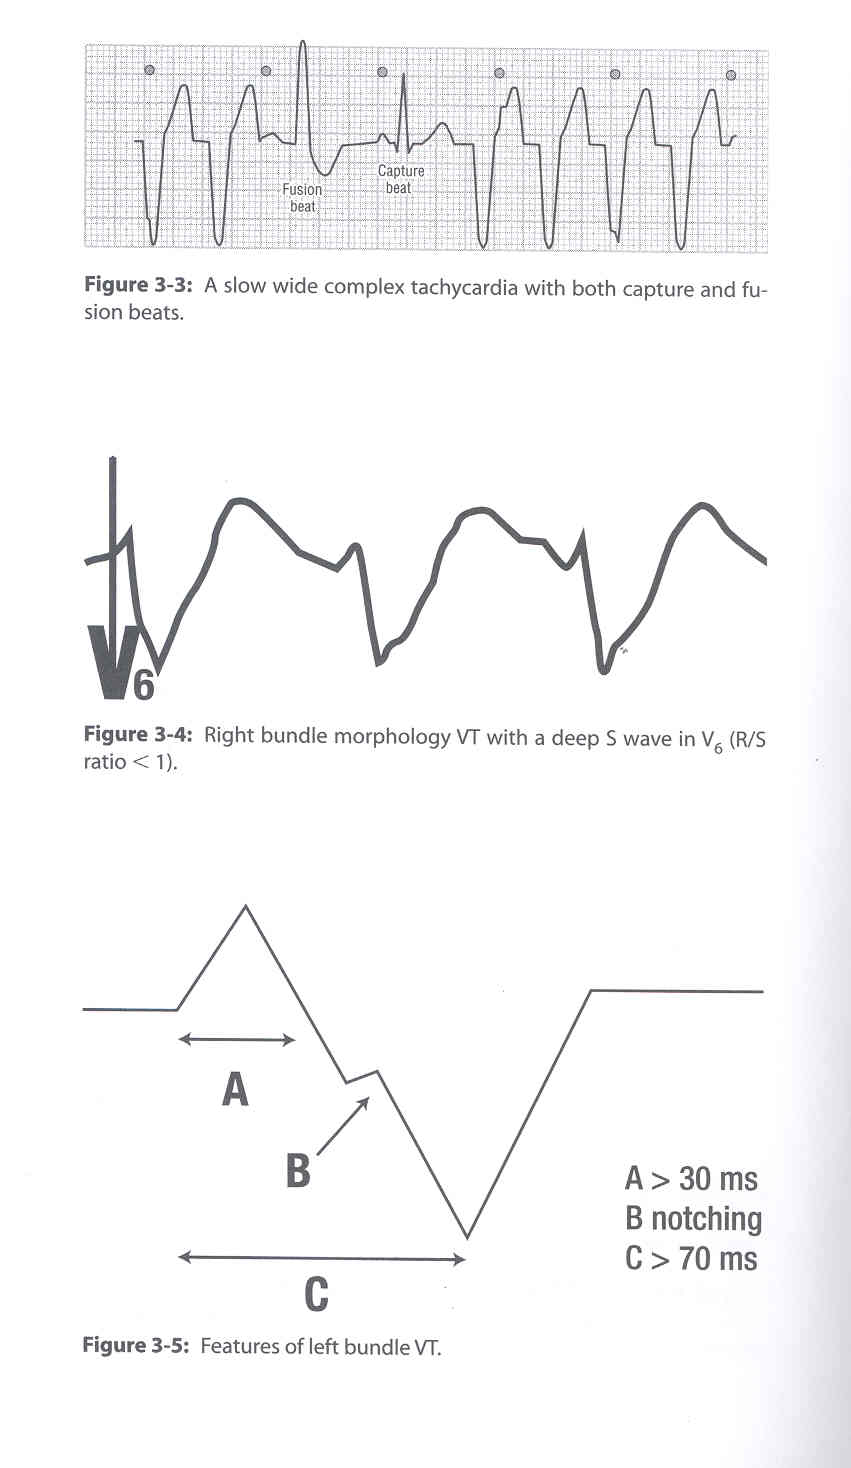 Fusion
beat
Capture
beat
Figure 3-3: A slow wide complex tachycardia with both capture and fu-
sion beats.
V6
Figure 3-4: Right bundle morphology VT with a deep S wave in V6 (R/S
ratio < 1).
A
B
C
A > 30 ms
B notching
C > 70 ms
Figure 3-5: Features of left bundle VT.